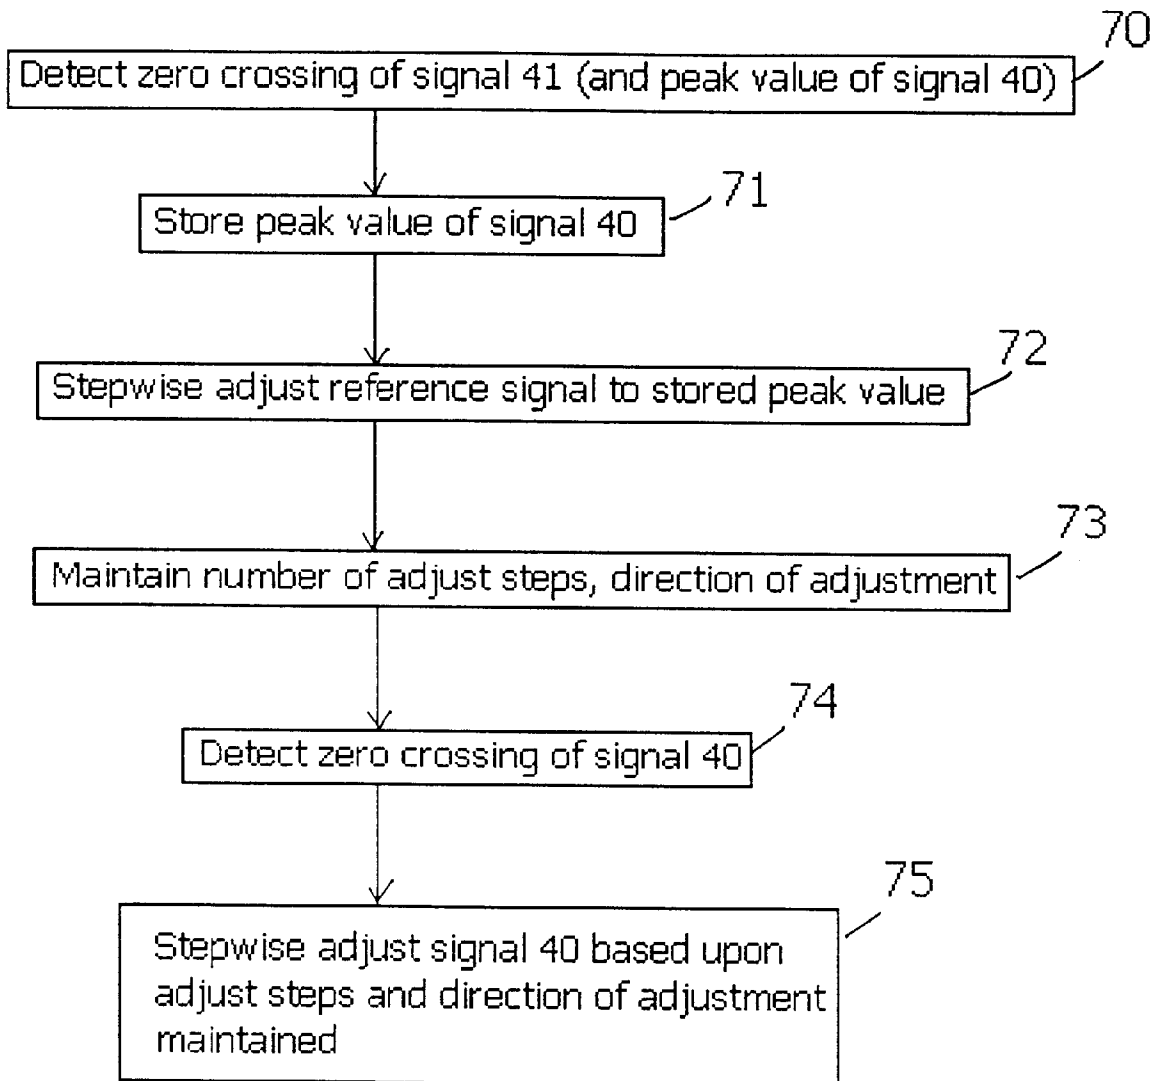 70
Detect zero crossing of signal 41 (and peak value of signal 40)
71
Store peak value of signal 40
72
Stepwise adjust reference signal to stored peak value
73
Maintain number of adjust steps, direction of adjustment
74
Detect zero crossing of signal 40
75
Stepwise adjust signal 40 based upon
adjust steps and direction of adjustment
maintained